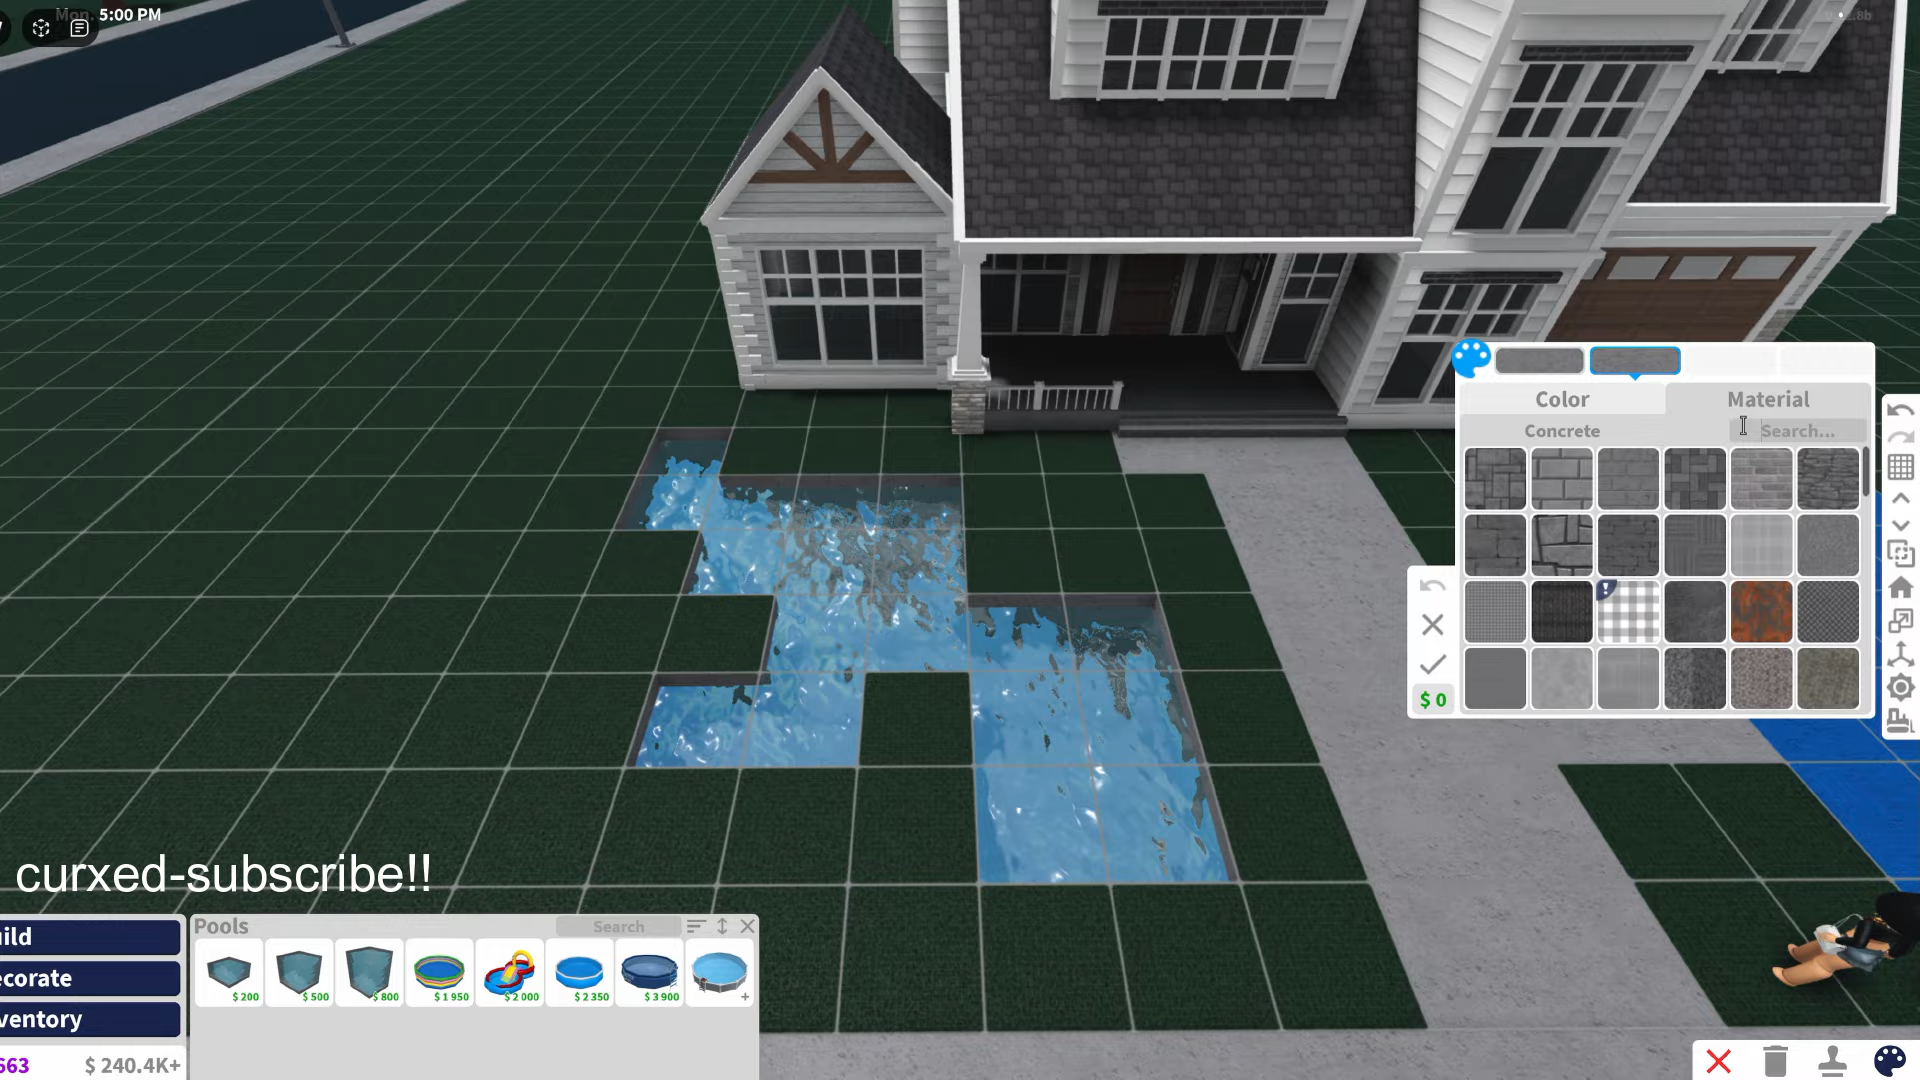 Mon. 5:00 PM
Color
Material
Concrete
Search...
$ 0
curxed-subscribe!!
ild
ecorate
ventory
663
$ 240.4K+
Pools
Search
$ 200
$ 500
$ 800
$ 1 950
$ 2 000
$ 2 350
$ 3 900
+